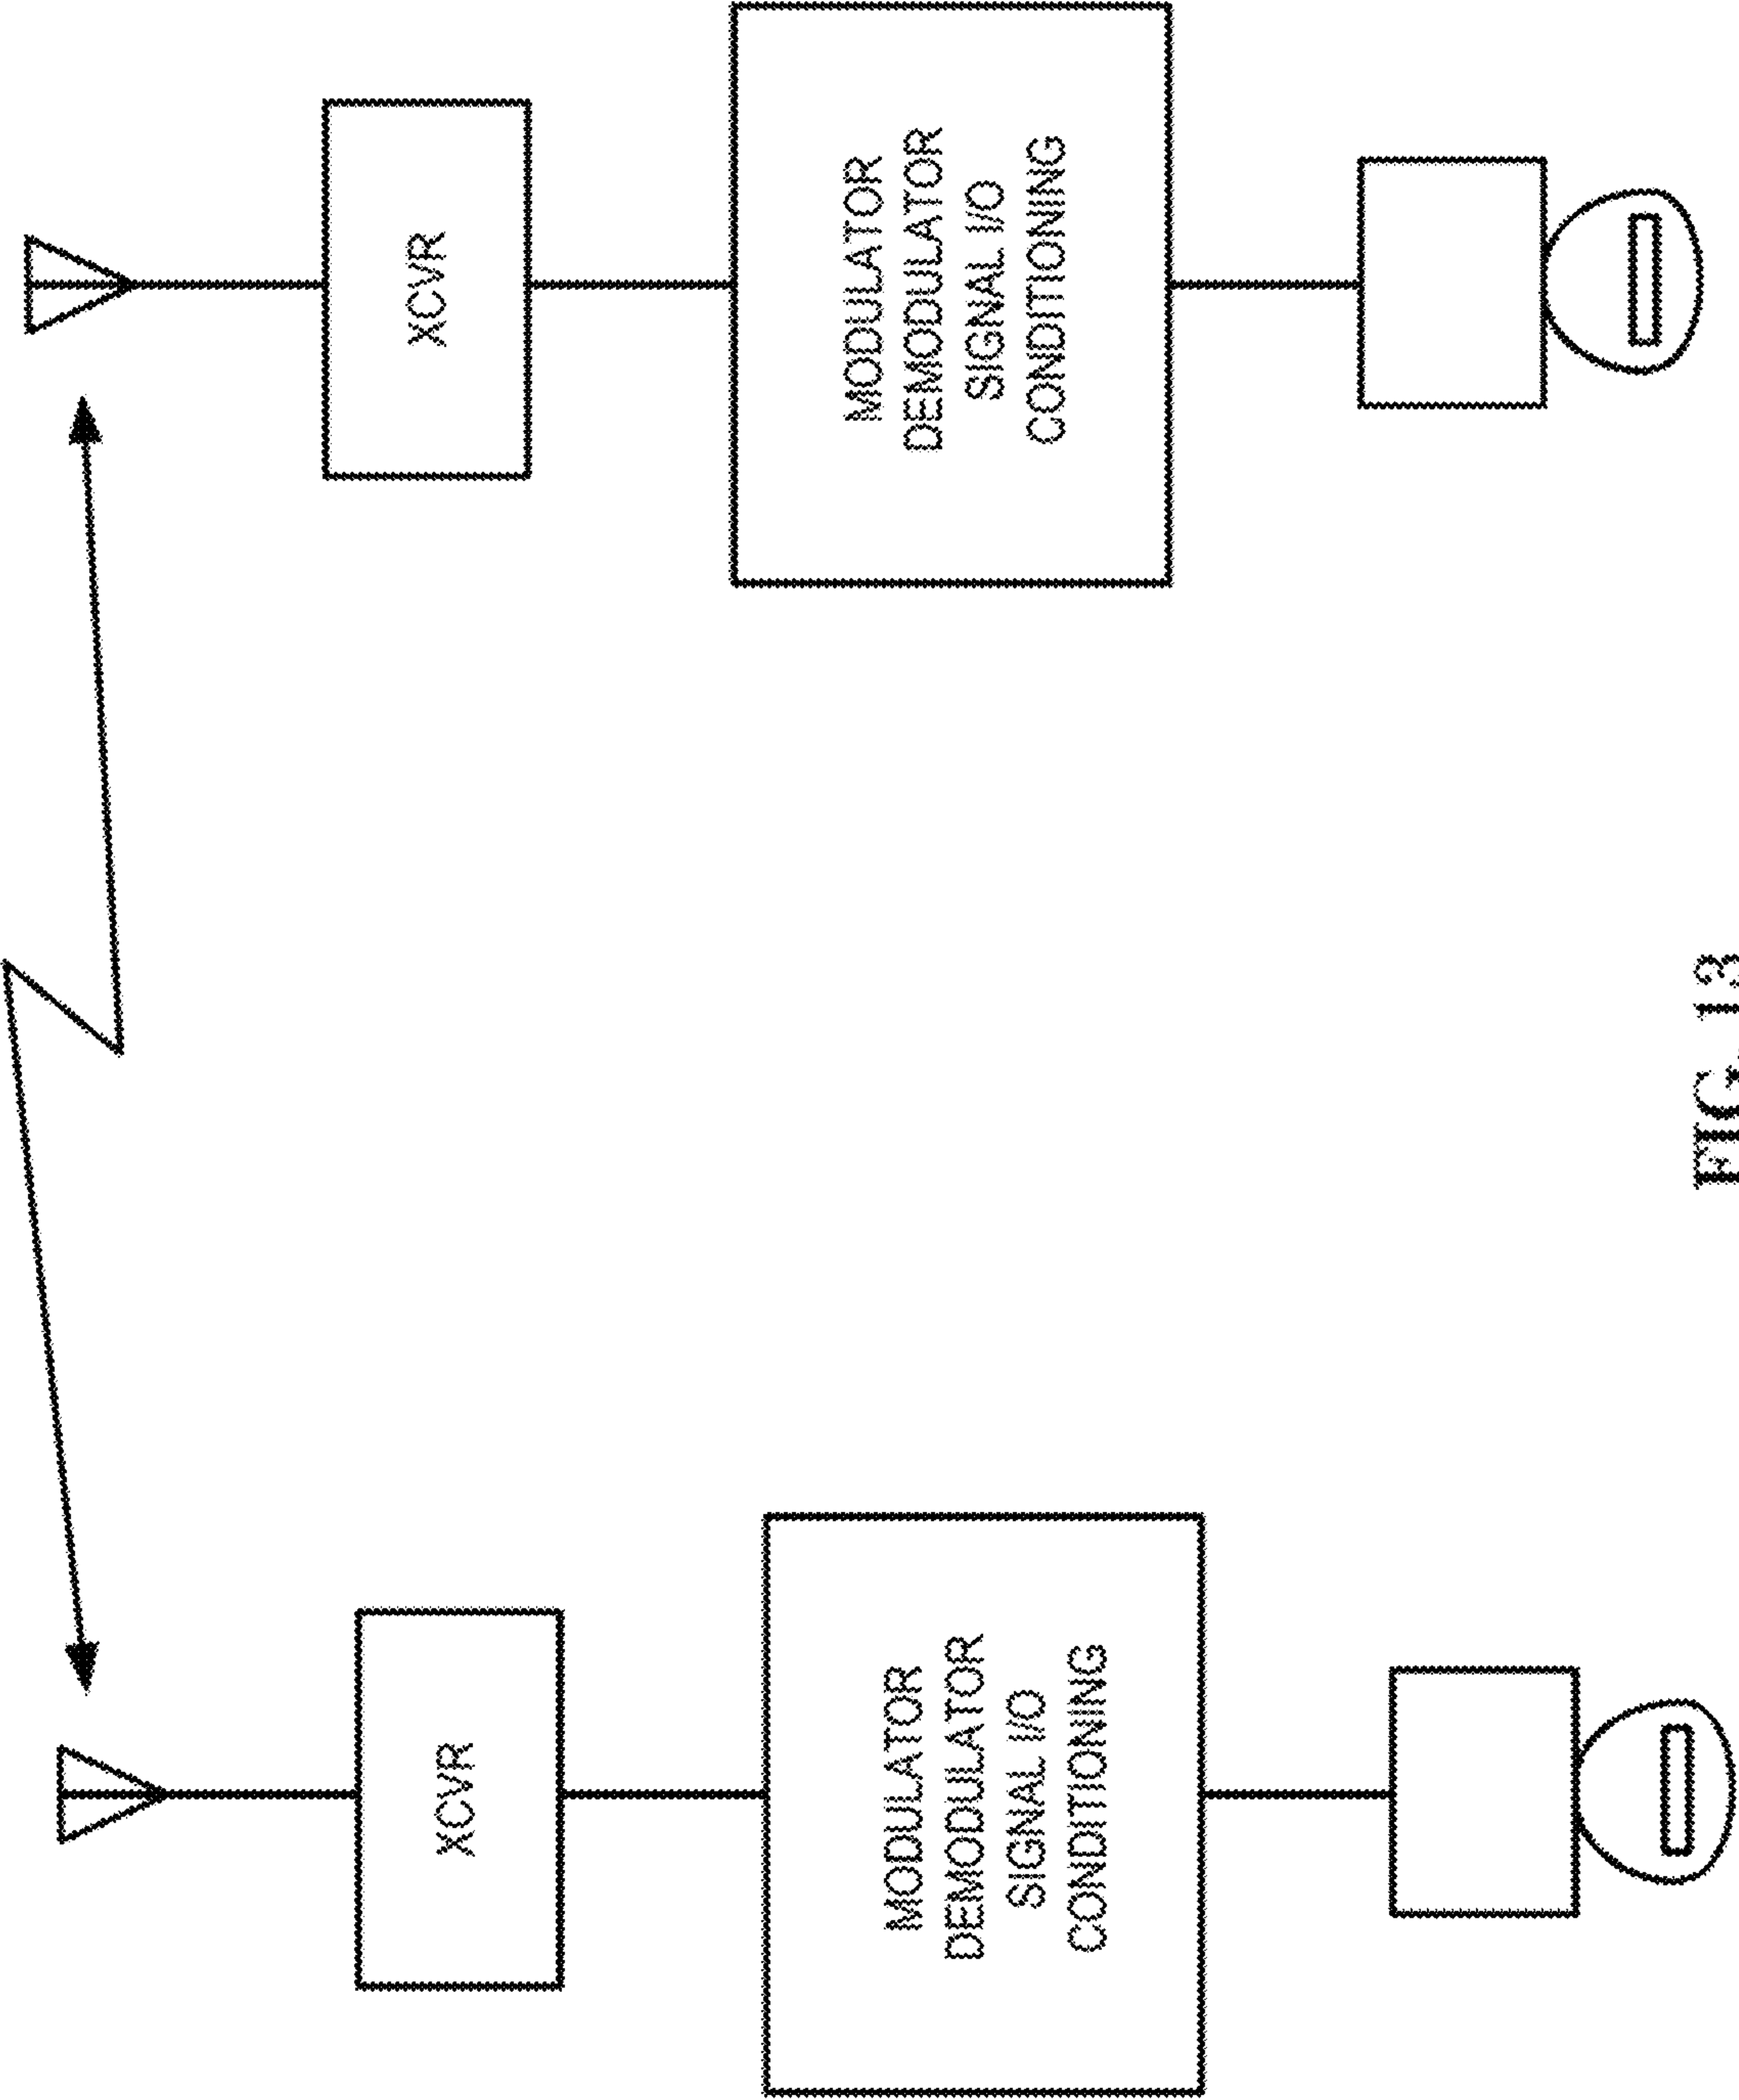 XCVR
MODULATOR
DEMODULATOR
SIGNAL I/O
CONDITIONING
XCVR
MODULATOR
DEMODULATOR
SIGNAL I/O
CONDITIONING
FIG. 13